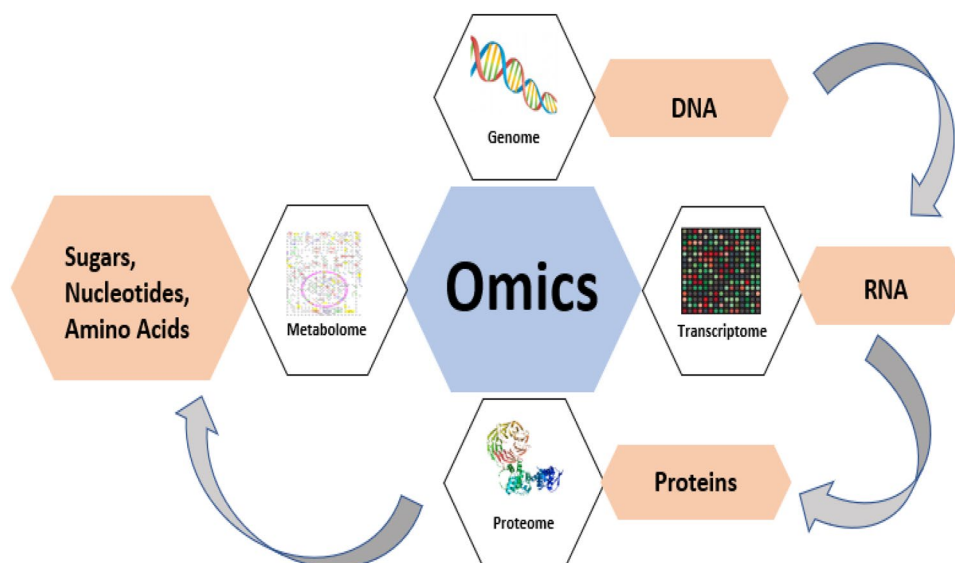 Genome
DNA
Sugars,
Nucleotides,
Amino Acids
Metabolome
Omics
Transcriptome
RNA
Proteome
Proteins